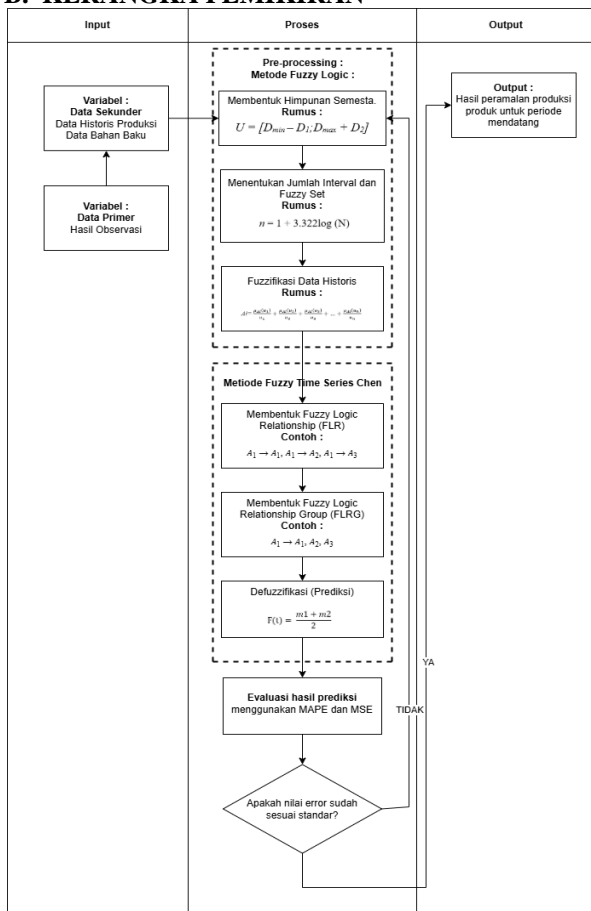 B. KERANGKA PEMIKIRAN
Input
Proses
Output
Variabel :
Data Sekunder
Data Historis Produksi
Data Bahan Baku
Variabel :
Data Primer
Hasil Observasi
Pre-processing :
Metode Fuzzy Logic :
Membentuk Himpunan Semesta.
Rumus :
U = [Dmin – D1; Dmax + D2]
Menentukan Jumlah Interval dan
Fuzzy Set
Rumus :
n = 1 + 3.322log (N)
Fuzzifikasi Data Historis
Rumus :
Metiode Fuzzy Time Series Chen
Membentuk Fuzzy Logic
Relationship (FLR)
Contoh :
A1 → A1, A1 → A2, A1 → A3
Membentuk Fuzzy Logic
Relationship Group (FLRG)
Contoh :
A1 → A1, A2, A3
Defuzzifikasi (Prediksi)
F(t) = m1 + m2 / 2
Evaluasi hasil prediksi
menggunakan MAPE dan MSE
Apakah nilai error sudah
sesuai standar?
TIDAK
YA
Output :
Hasil peramalan produksi
produk untuk periode
mendatang